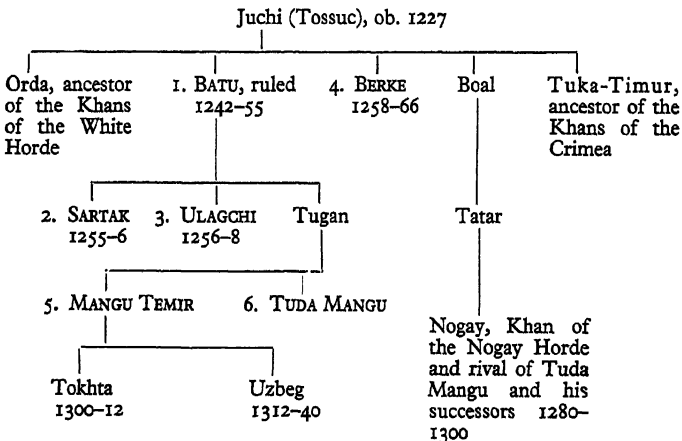 Juchi (Tossuc), ob. 1227
Orda, ancestor
of the Khans
of the White
Horde
1. BATU, ruled
1242–55
4. BERKE
1258–66
Boal
Tuka-Timur,
ancestor of the
Khans of the
Crimea
2. SARTAK
1255–6
3. ULAGCHI
1256–8
Tugan
Tatar
5. MANGU TEMIR
6. TUDA MANGU
Nogay, Khan of
the Nogay Horde
and rival of Tuda
Mangu and his
successors 1280–
1300
Tokhta
1300–12
Uzbeg
1312–40